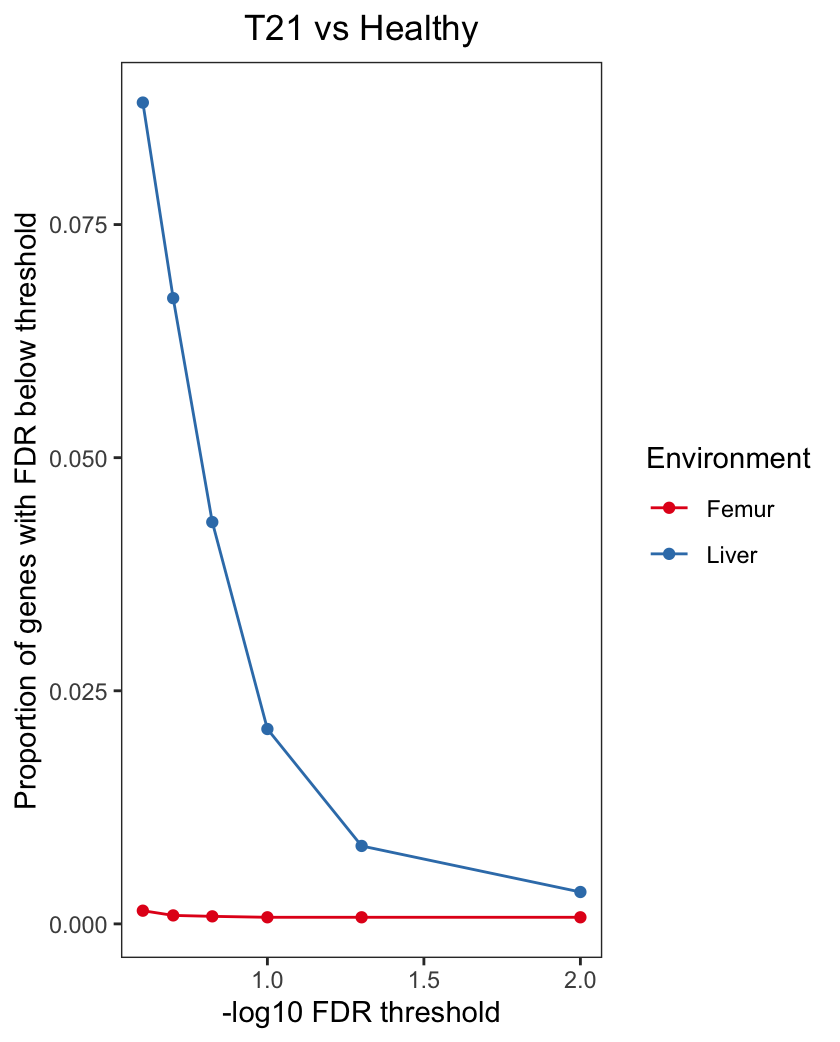 T21 vs Healthy
Proportion of genes with FDR below threshold
0.075
0.050
0.025
0.000
1.0
1.5
2.0
-log10 FDR threshold
Environment
Femur
Liver